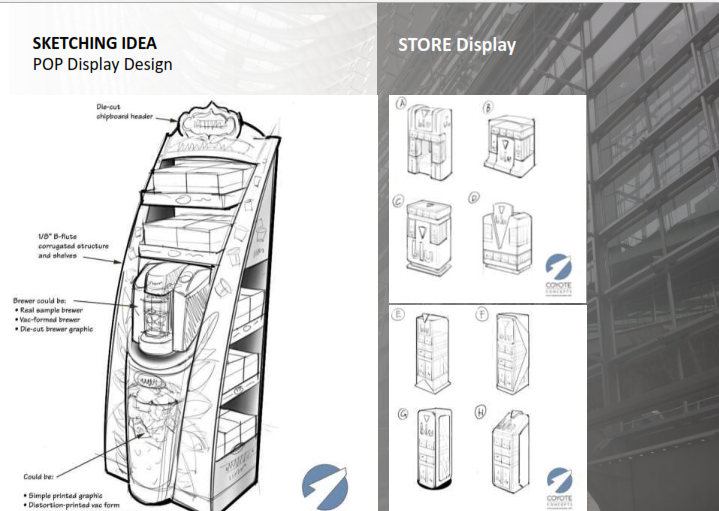 SKETCHING IDEA
POP Display Design
Die-cut
chipboard header
1/8" B-flute
corrugated structure
and shelves
Brewer could be:
• Real sample brewer
• Vac-formed brewer
• Die-cut brewer graphic
Could be:
• Simple printed graphic
• Distortion-printed vac form
STORE Display
A
B
C
D
COYOTE
CONCEPTS
E
F
G
H
COYOTE
CONCEPTS